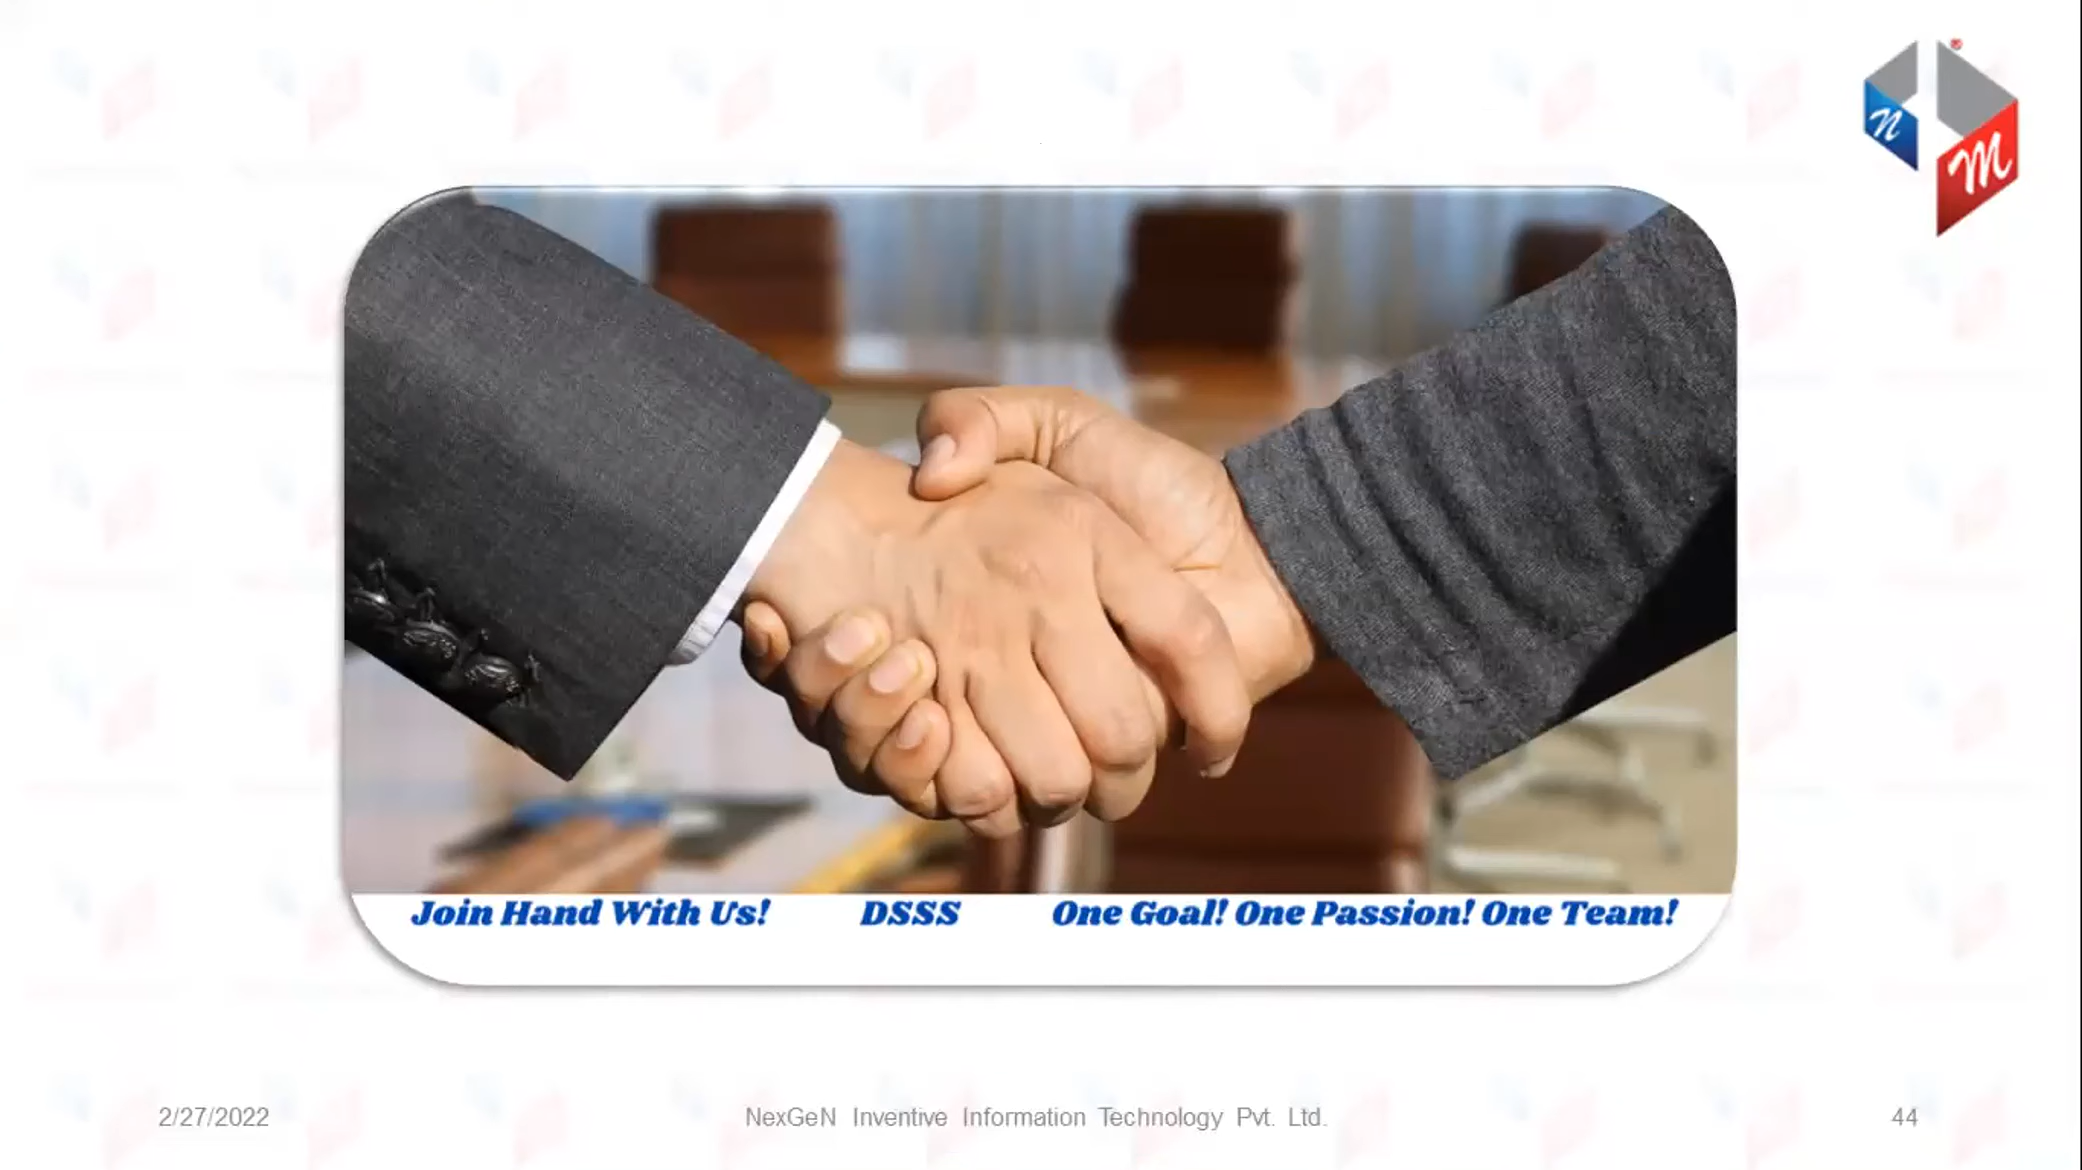 n
M
®
Join Hand With Us! DSSS One Goal! One Passion! One Team!
2/27/2022 NexGeN Inventive Information Technology Pvt. Ltd. 44